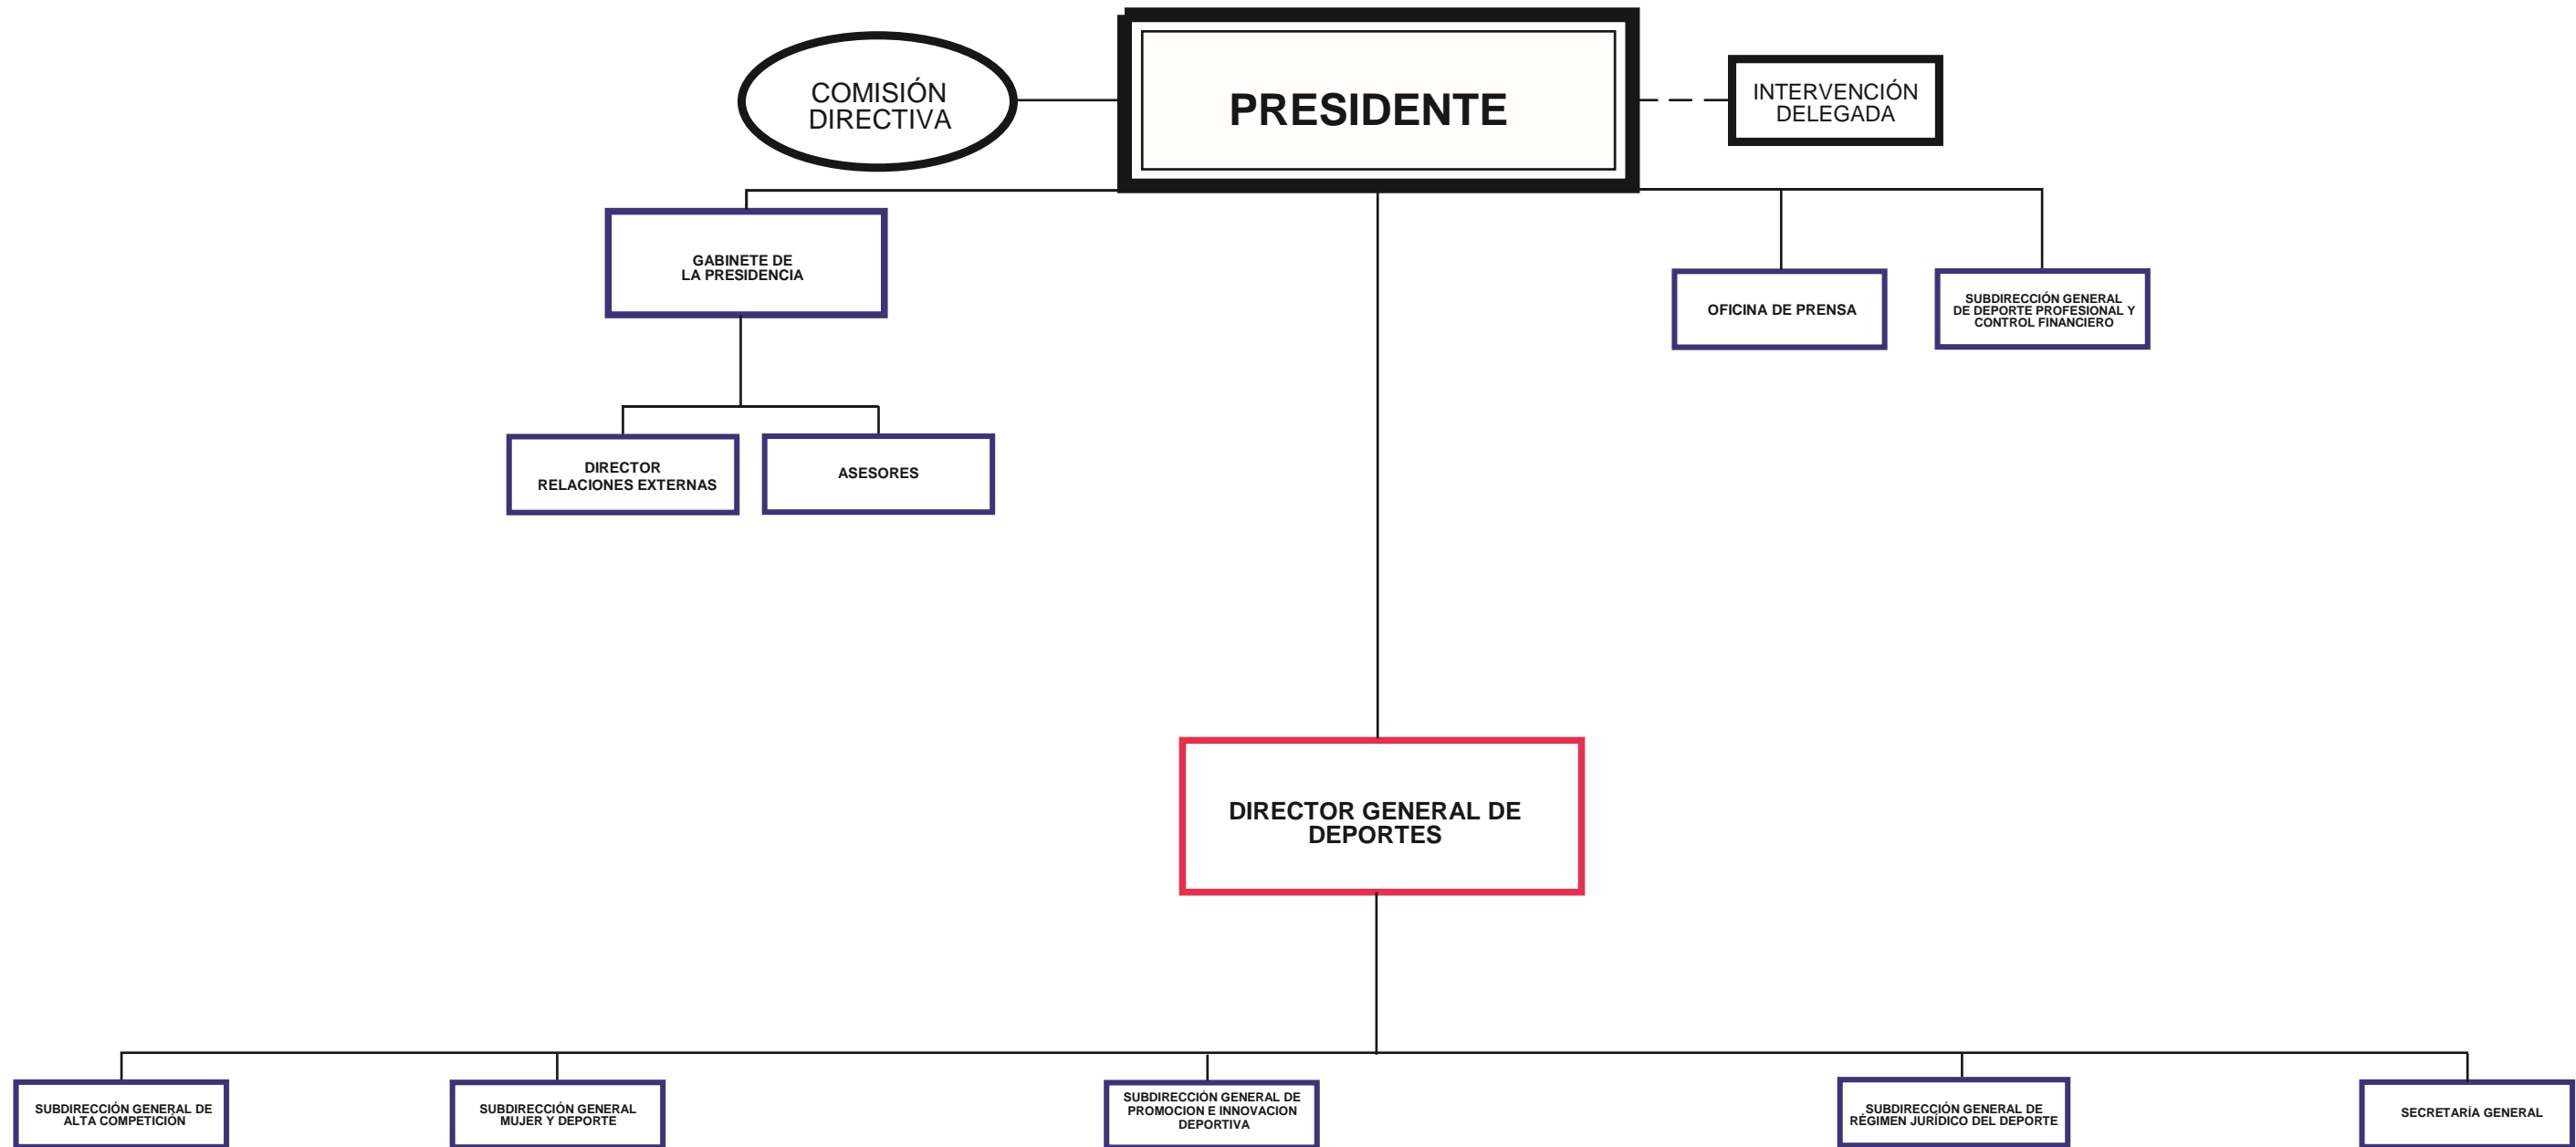 COMISIÓN
DIRECTIVA
PRESIDENTE
INTERVENCIÓN
DELEGADA
GABINETE DE
LA PRESIDENCIA
OFICINA DE PRENSA
SUBDIRECCIÓN GENERAL
DE DEPORTE PROFESIONAL Y
CONTROL FINANCIERO
DIRECTOR
RELACIONES EXTERNAS
ASESORES
DIRECTOR GENERAL DE
DEPORTES
SUBDIRECCIÓN GENERAL DE
ALTA COMPETICIÓN
SUBDIRECCIÓN GENERAL
MUJER Y DEPORTE
SUBDIRECCIÓN GENERAL DE
PROMOCION E INNOVACION
DEPORTIVA
SUBDIRECCIÓN GENERAL DE
RÉGIMEN JURÍDICO DEL DEPORTE
SECRETARÍA GENERAL